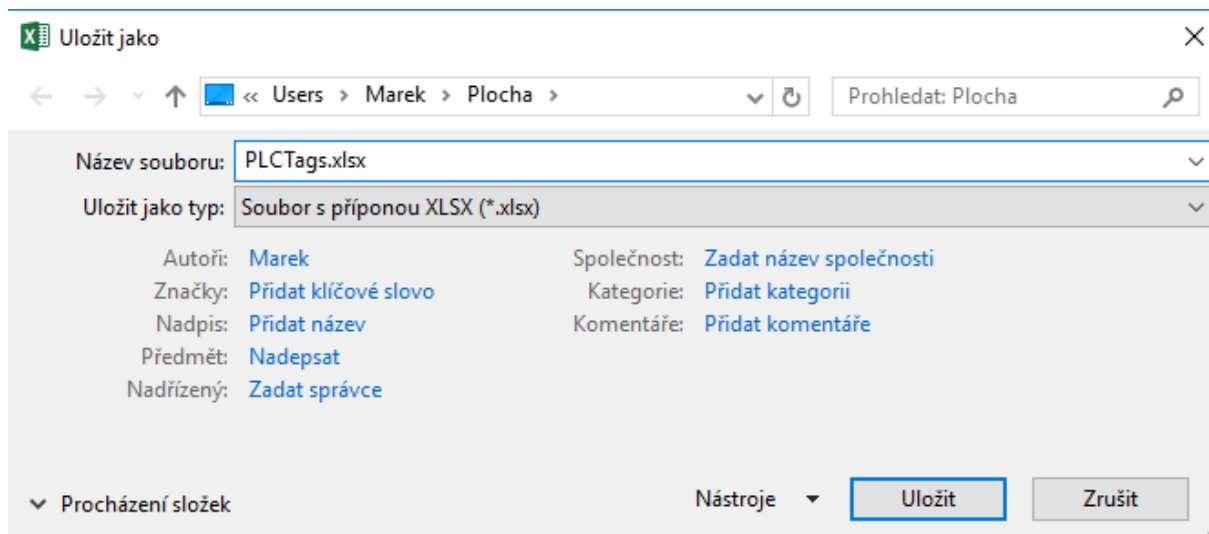 Uložit jako
« Users › Marek › Plocha ›
Prohledat: Plocha
Název souboru: PLCTags.xlsx
Uložit jako typ: Soubor s příponou XLSX (*.xlsx)
Autoři: Marek
Společnost: Zadat název společnosti
Značky: Přidat klíčové slovo
Kategorie: Přidat kategorii
Nadpis: Přidat název
Komentáře: Přidat komentáře
Předmět: Nadepsat
Nadřízený: Zadat správce
Procházení složek
Nástroje
Uložit
Zrušit